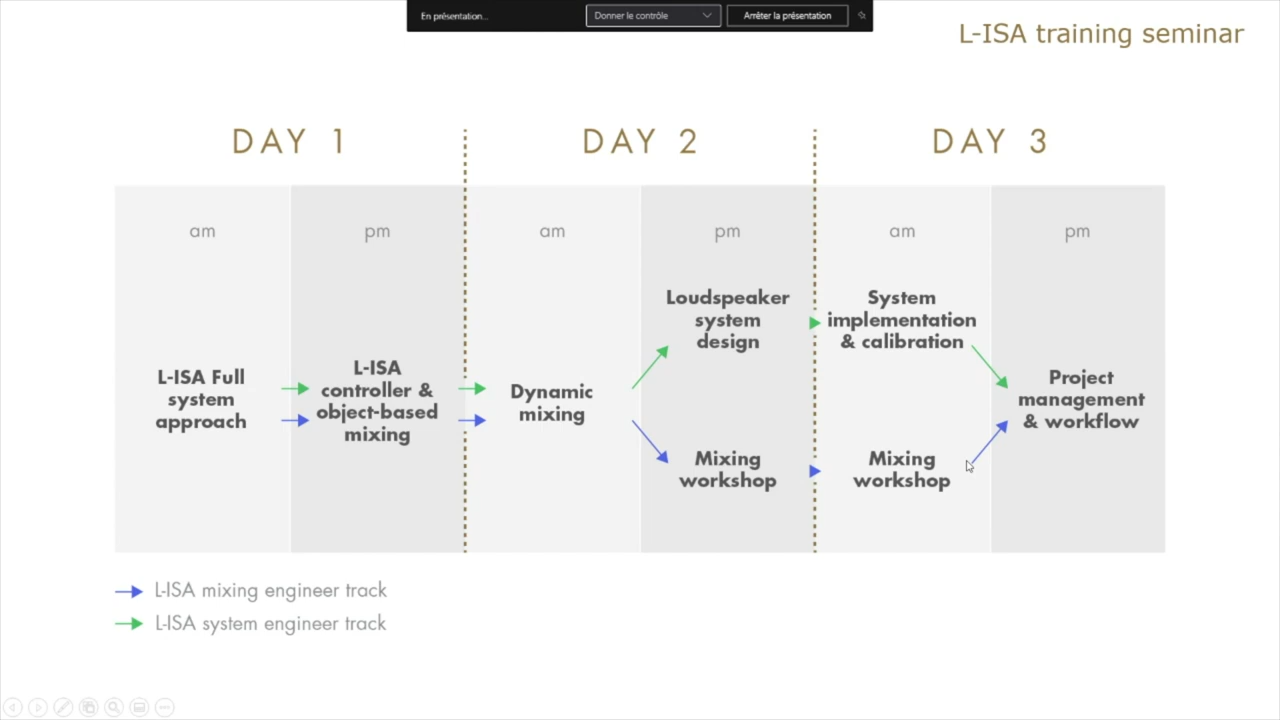 En présentation...
Donner le contrôle
Arrêter la présentation
L-ISA training seminar
DAY 1
DAY 2
DAY 3
am
pm
am
pm
am
pm
L-ISA Full
system
approach
L-ISA
controller &
object-based
mixing
Dynamic
mixing
Loudspeaker
system
design
Mixing
workshop
System
implementation
& calibration
Mixing
workshop
Project
management
& workflow
L-ISA mixing engineer track
L-ISA system engineer track